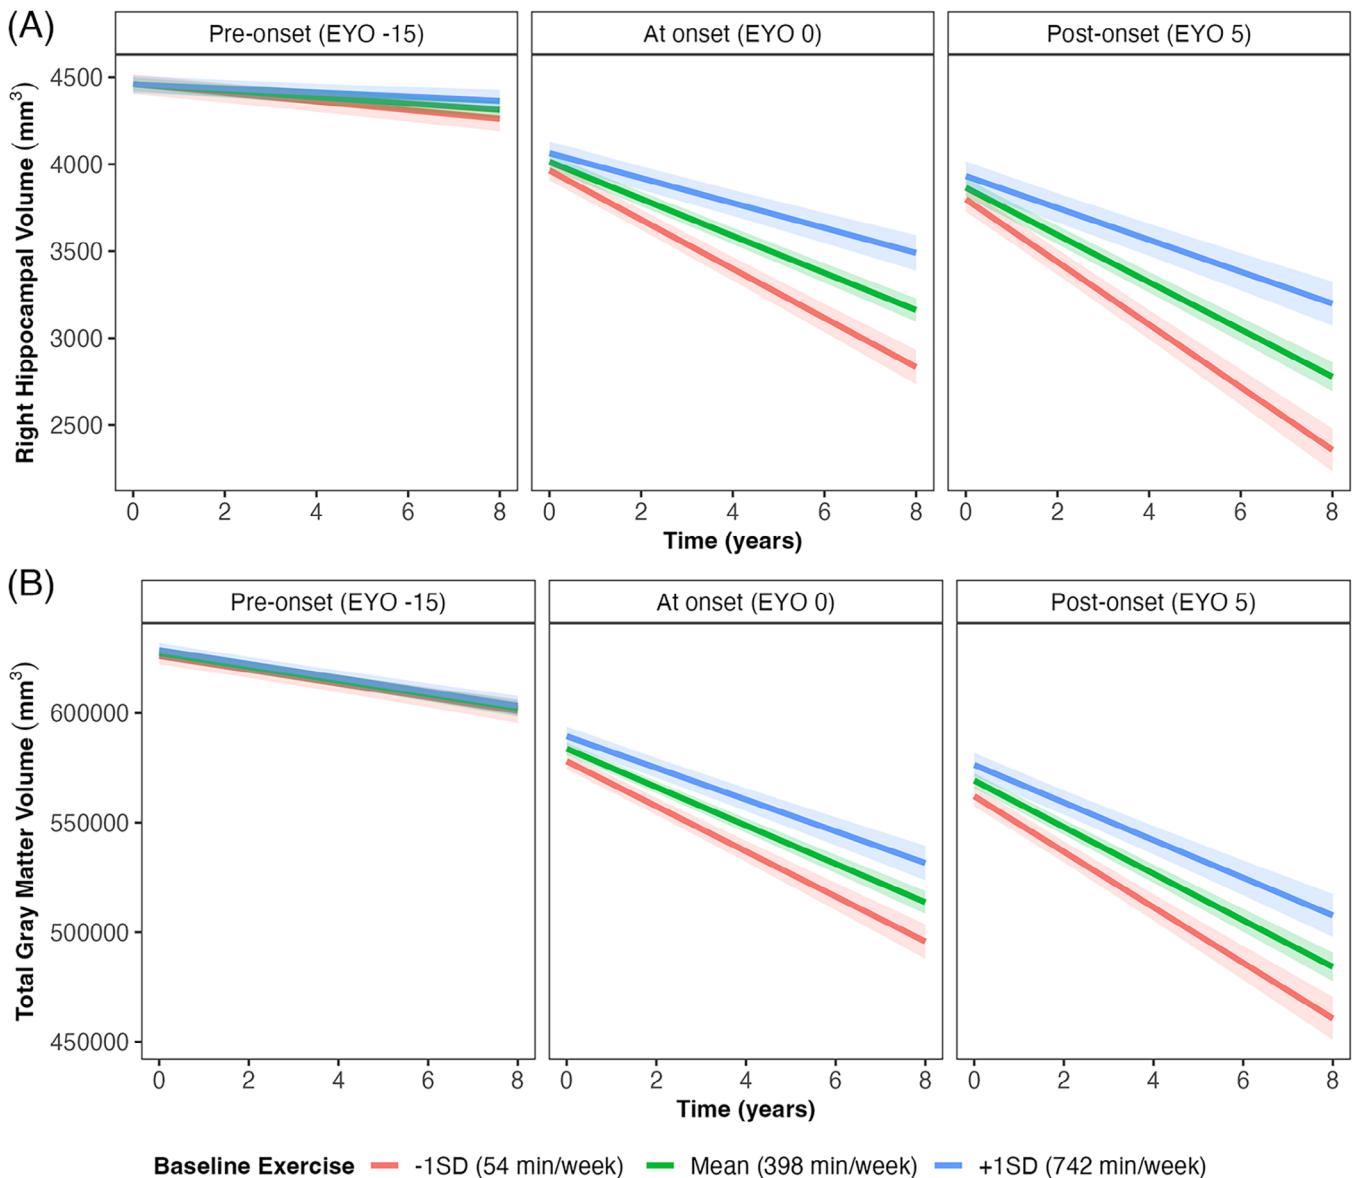 (A)
Pre-onset (EYO -15)
At onset (EYO 0)
Post-onset (EYO 5)
Right Hippocampal Volume (mm³)
4500
4000
3500
3000
2500
0 2 4 6 8
0 2 4 6 8
0 2 4 6 8
Time (years)
(B)
Pre-onset (EYO -15)
At onset (EYO 0)
Post-onset (EYO 5)
Total Gray Matter Volume (mm³)
600000
550000
500000
450000
0 2 4 6 8
0 2 4 6 8
0 2 4 6 8
Time (years)
Baseline Exercise -1SD (54 min/week) Mean (398 min/week) +1SD (742 min/week)